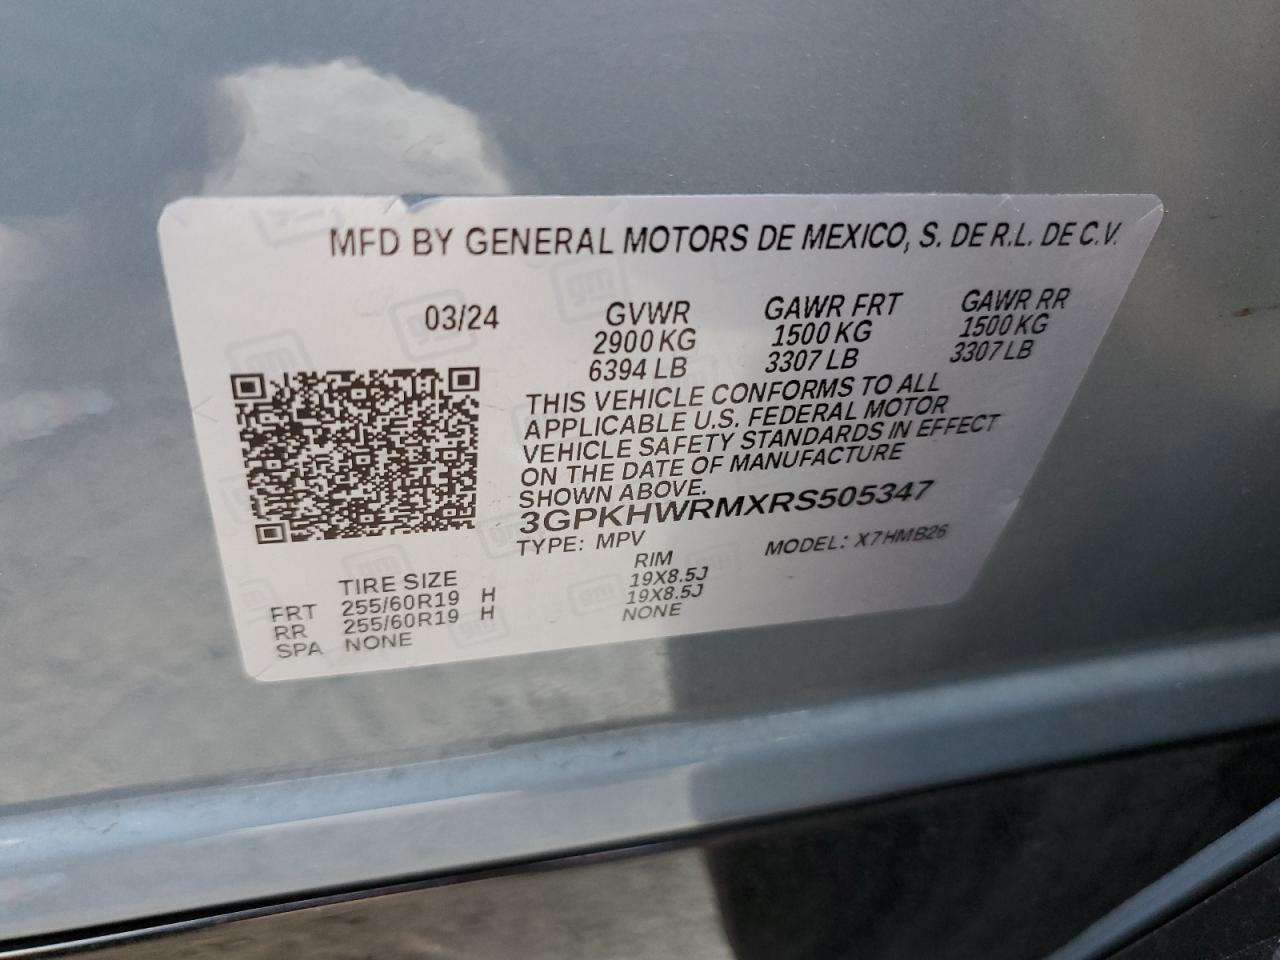 MFD BY GENERAL MOTORS DE MEXICO, S. DE R.L. DE C.V.
03/24 GVWR GAWR FRT GAWR RR
2900 KG 1500 KG 1500 KG
6394 LB 3307 LB 3307 LB
THIS VEHICLE CONFORMS TO ALL
APPLICABLE U.S. FEDERAL MOTOR
VEHICLE SAFETY STANDARDS IN EFFECT
ON THE DATE OF MANUFACTURE
SHOWN ABOVE.
3GPKHWRMXRS505347
TYPE: MPV MODEL: X7HMB26
TIRE SIZE RIM
FRT 255/60R19 H 19X8.5J
RR 255/60R19 H 19X8.5J
SPA NONE NONE